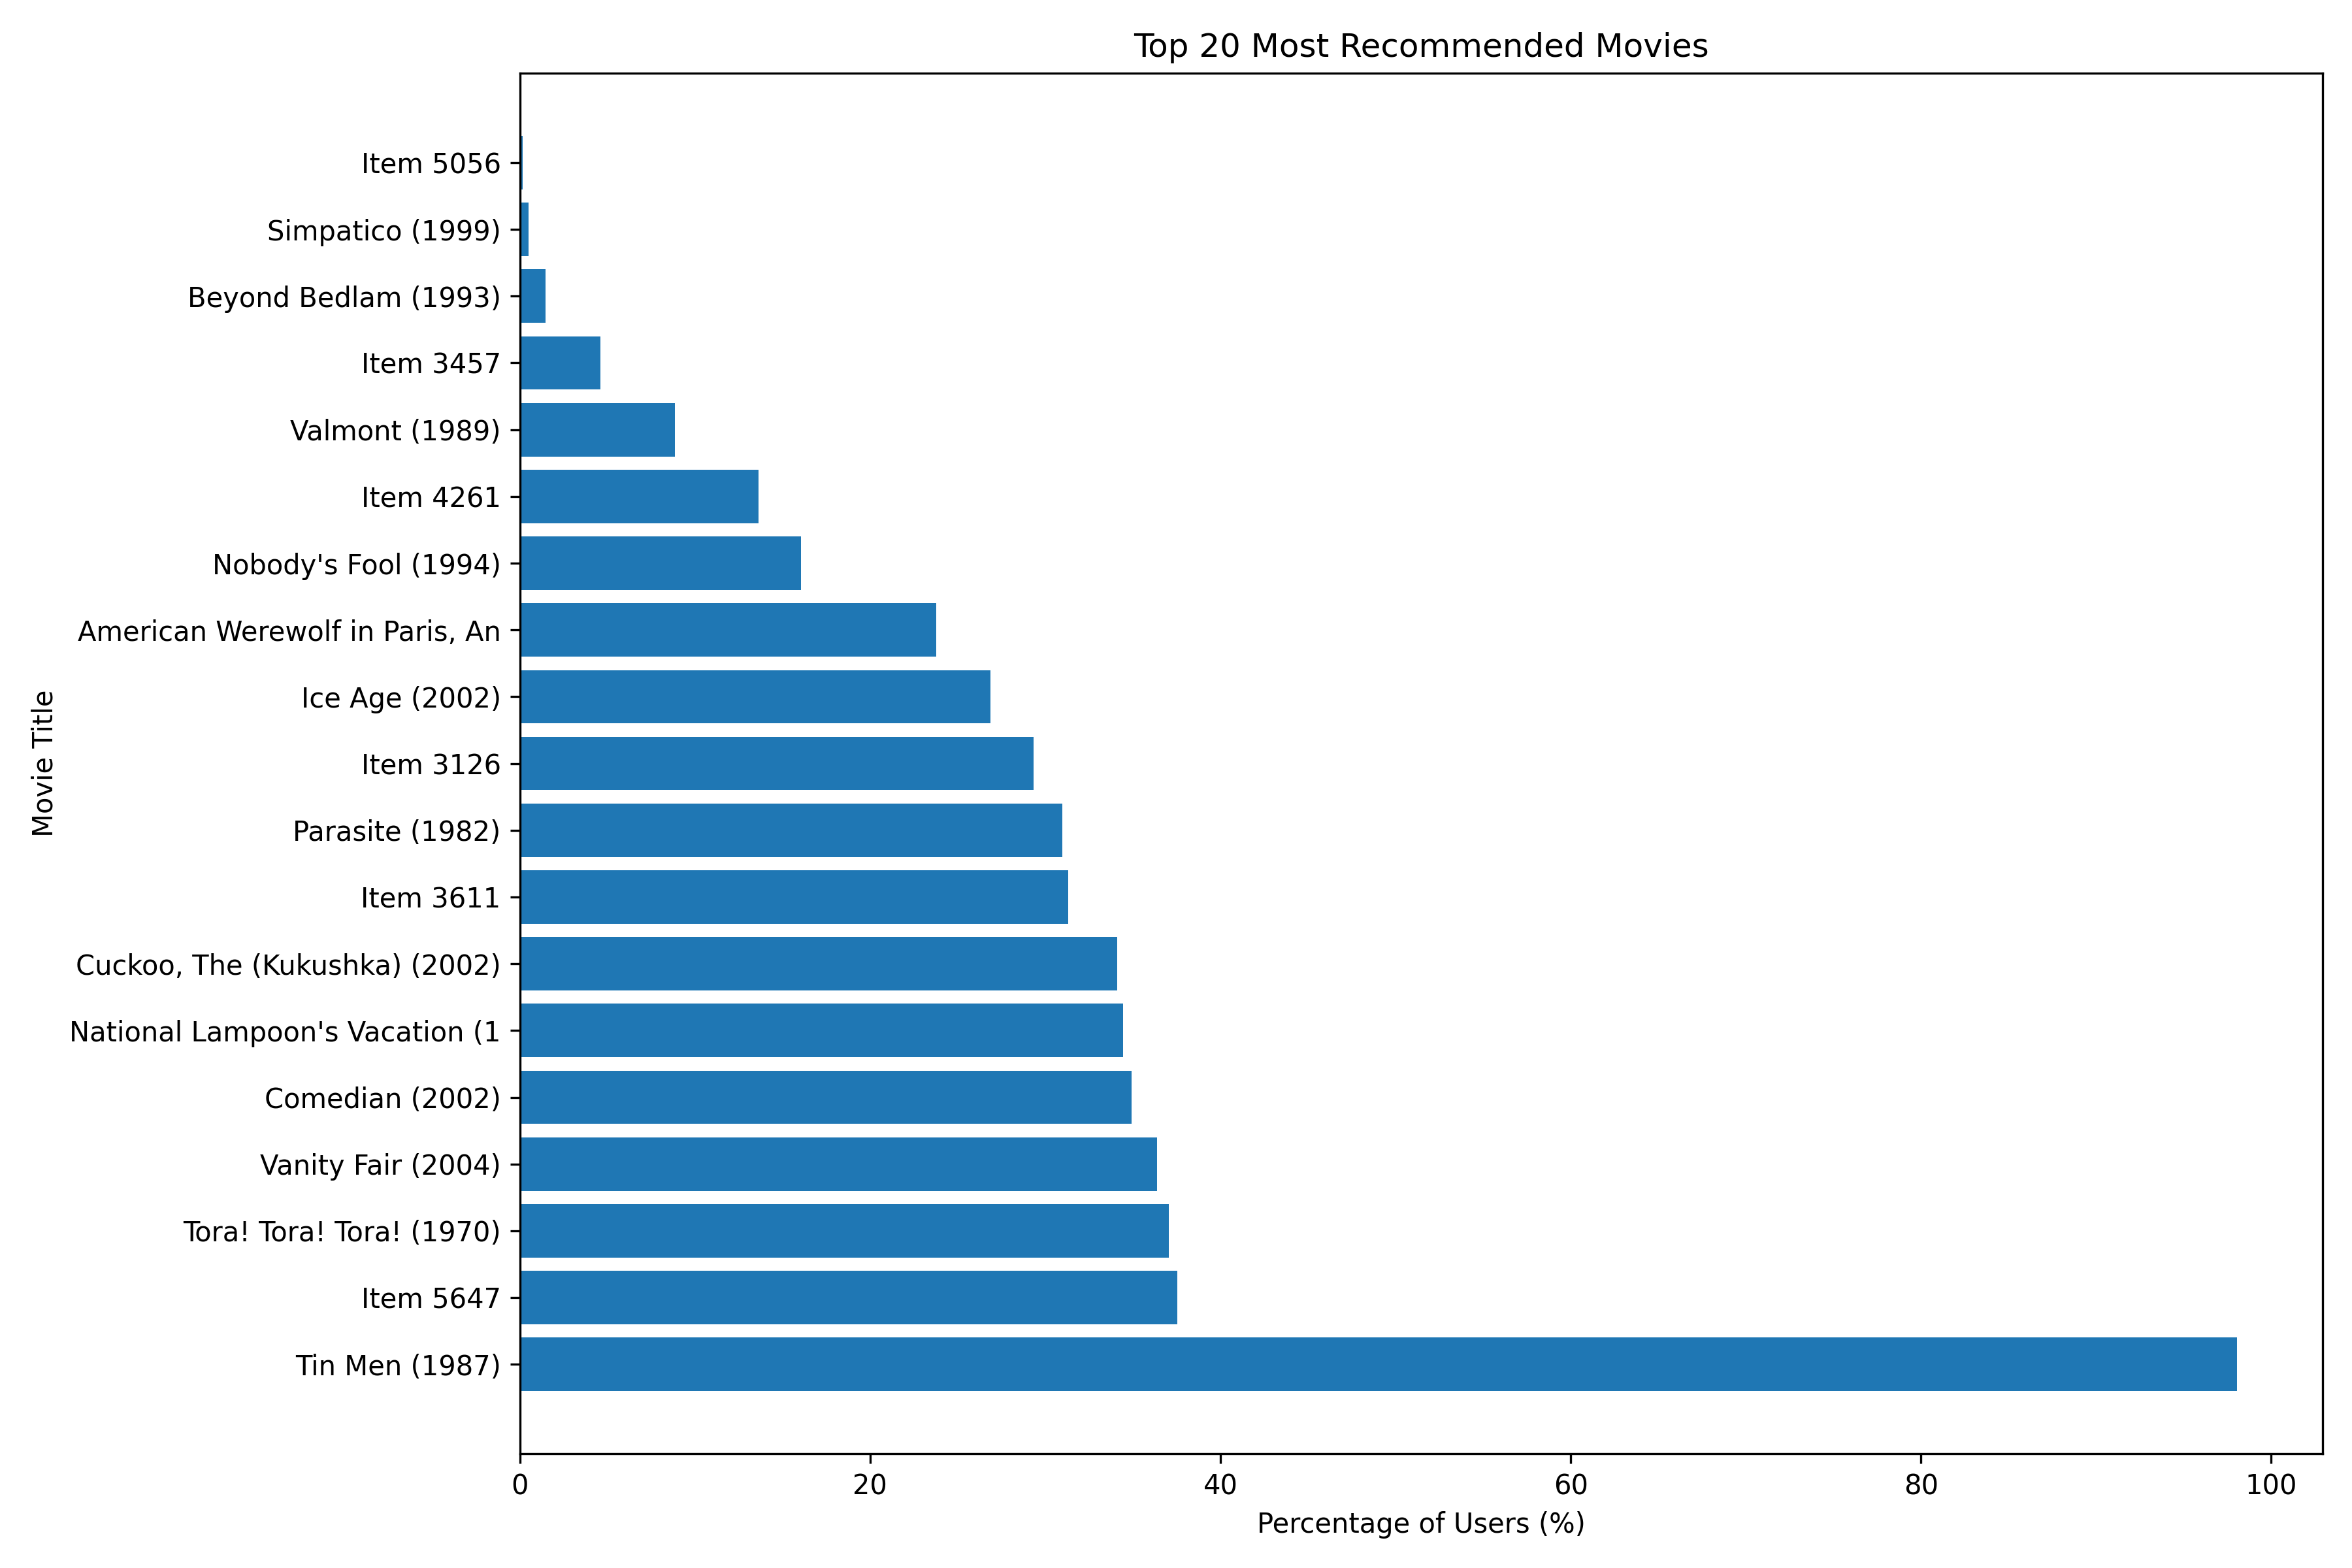 Top 20 Most Recommended Movies
Item 5056
Simpatico (1999)
Beyond Bedlam (1993)
Item 3457
Valmont (1989)
Item 4261
Nobody's Fool (1994)
American Werewolf in Paris, An
Ice Age (2002)
Item 3126
Parasite (1982)
Item 3611
Cuckoo, The (Kukushka) (2002)
National Lampoon's Vacation (1
Comedian (2002)
Vanity Fair (2004)
Tora! Tora! Tora! (1970)
Item 5647
Tin Men (1987)
Movie Title
0 20 40 60 80 100
Percentage of Users (%)